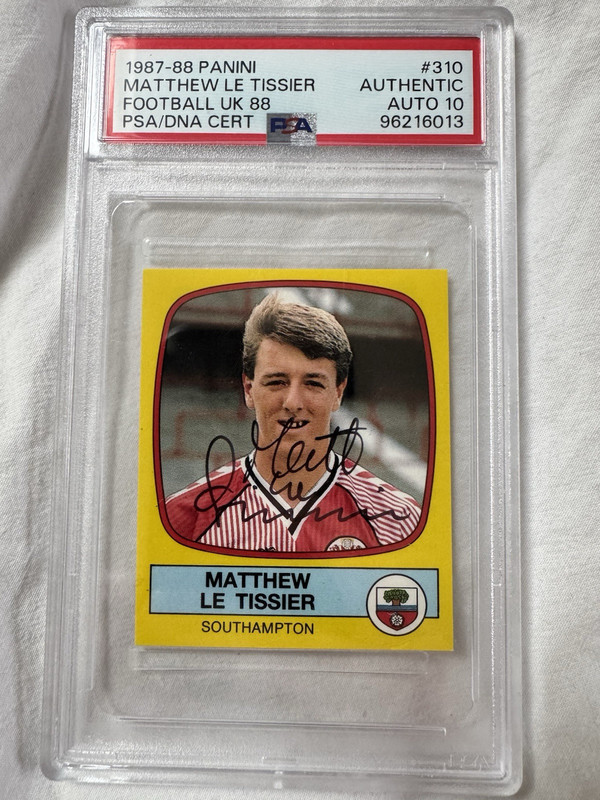 1987-88 PANINI #310
MATTHEW LE TISSIER AUTHENTIC
FOOTBALL UK 88 AUTO 10
PSA/DNA CERT PSA 96216013
MATTHEW
LE TISSIER
SOUTHAMPTON